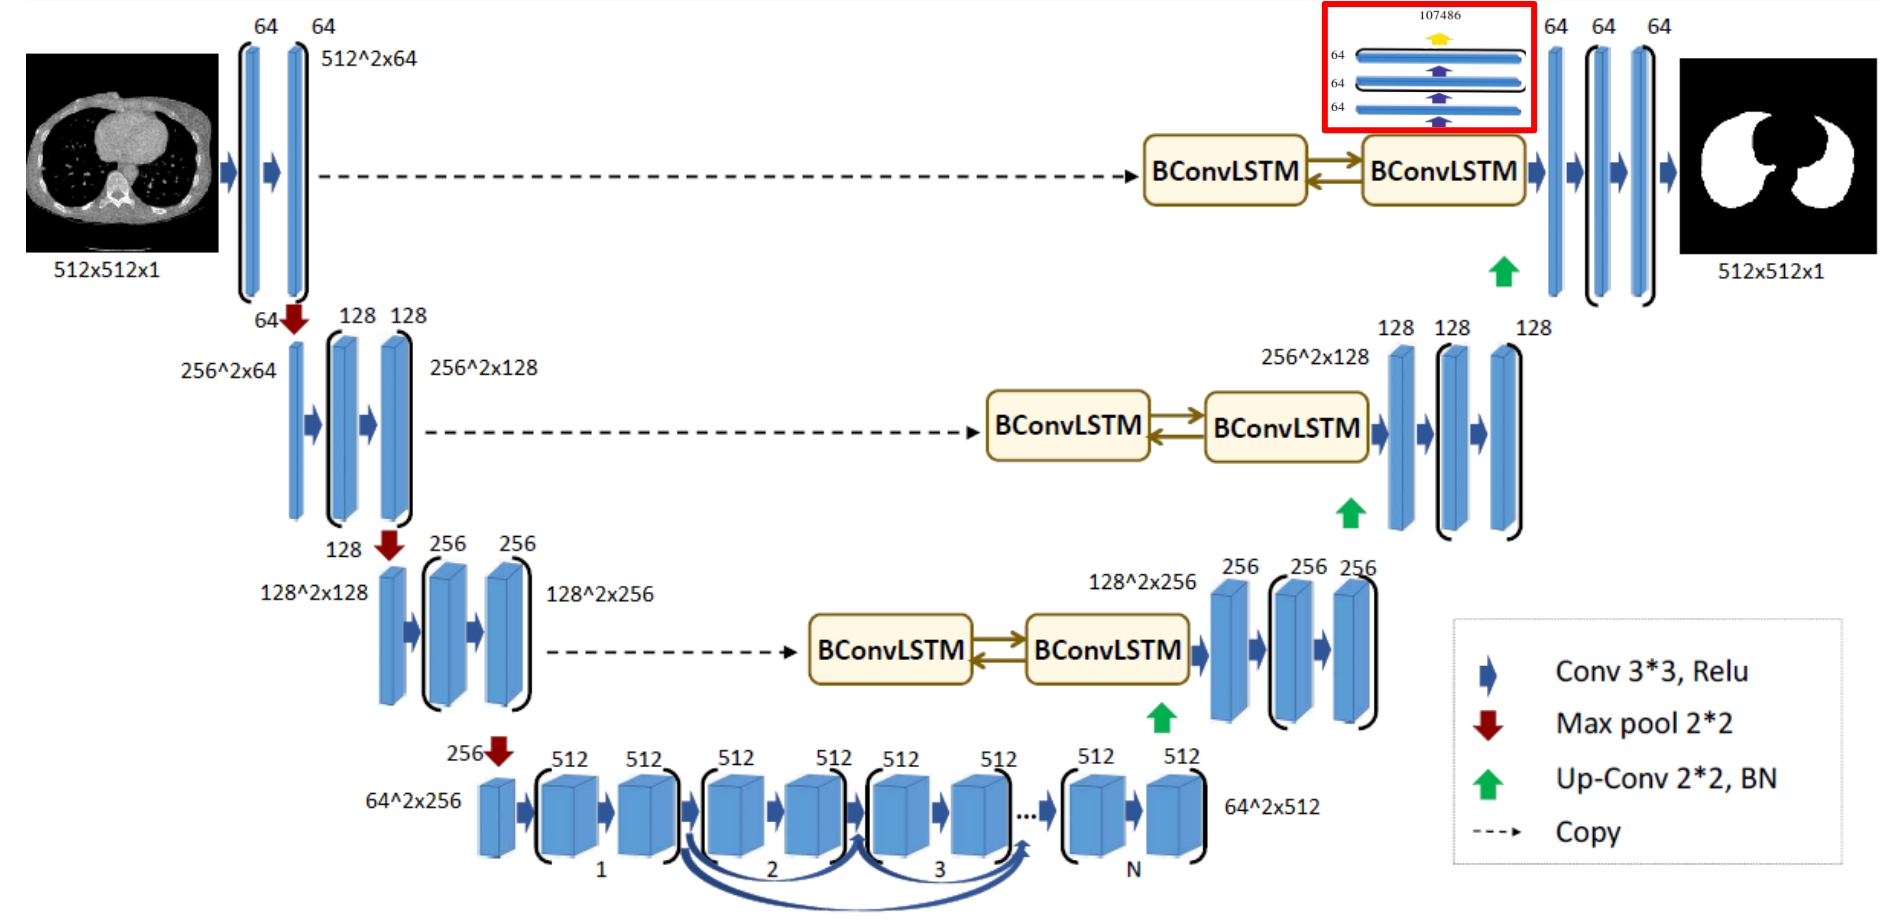 64 64
512^2x64
512x512x1
107486
64
64
64
BConvLSTM BConvLSTM
64 64 64
512x512x1
64 128 128
256^2x64
256^2x128
BConvLSTM BConvLSTM
256^2x128
128 128 128
128 256 256
128^2x128
128^2x256
BConvLSTM BConvLSTM
128^2x256
256 256 256
256 512 512 512 512 512 512 ... 512 512
64^2x256
64^2x512
1 2 3 N
Conv 3*3, Relu
Max pool 2*2
Up-Conv 2*2, BN
Copy